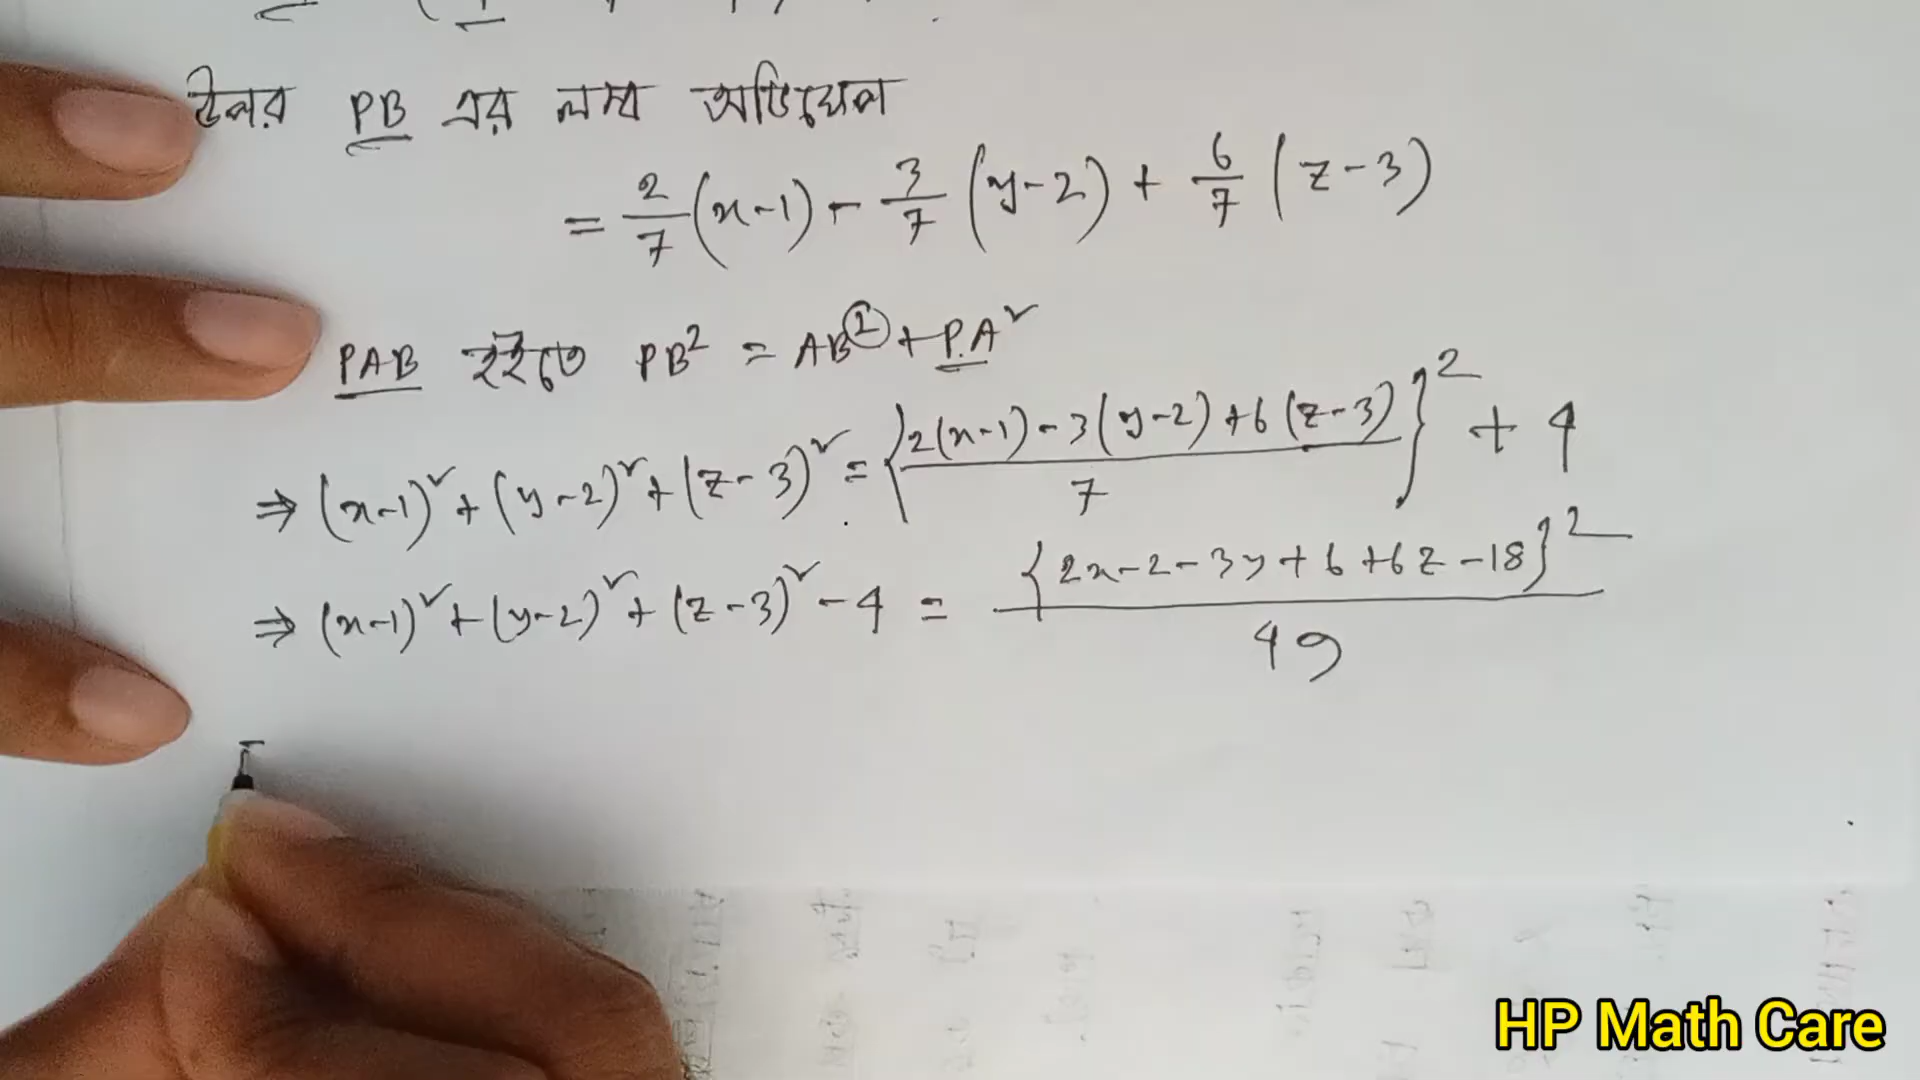 উপর PB এর লম্ব অভিক্ষেপ
= 2/7 (x-1) - 3/7 (y-2) + 6/7 (z-3)
PAB হইতে PB² = AB² + PA²
⇒ (x-1)² + (y-2)² + (z-3)² = {2(x-1)-3(y-2)+6(z-3)/7}² + 4
⇒ (x-1)² + (y-2)² + (z-3)² - 4 = {2x-2-3y+6+6z-18}²/49
HP Math Care